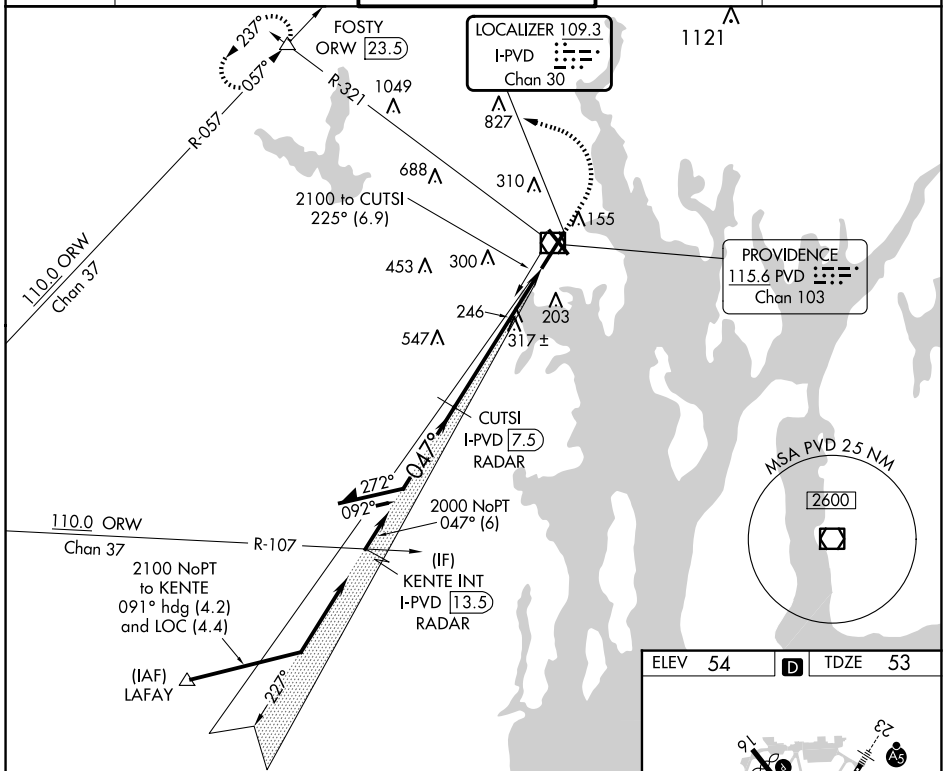 FOSTY
ORW 23.5
237°
057°
R-057
R-321
LOCALIZER 109.3
I-PVD
Chan 30
1121
1049
827
688
310
2100 to CUTSI
225° (6.9)
155
110.0 ORW
Chan 37
453
300
PROVIDENCE
115.6 PVD
Chan 103
246
203
547
317 ±
CUTSI
I-PVD 7.5
RADAR
047°
272°
092°
2000 NoPT
047° (6)
110.0 ORW
Chan 37
R-107
(IF)
KENTE INT
I-PVD 13.5
RADAR
2100 NoPT
to KENTE
091° hdg (4.2)
and LOC (4.4)
(IAF)
LAFAY
227°
MSA PVD 25 NM
2600
ELEV 54
D
TDZE 53
16
23
A5